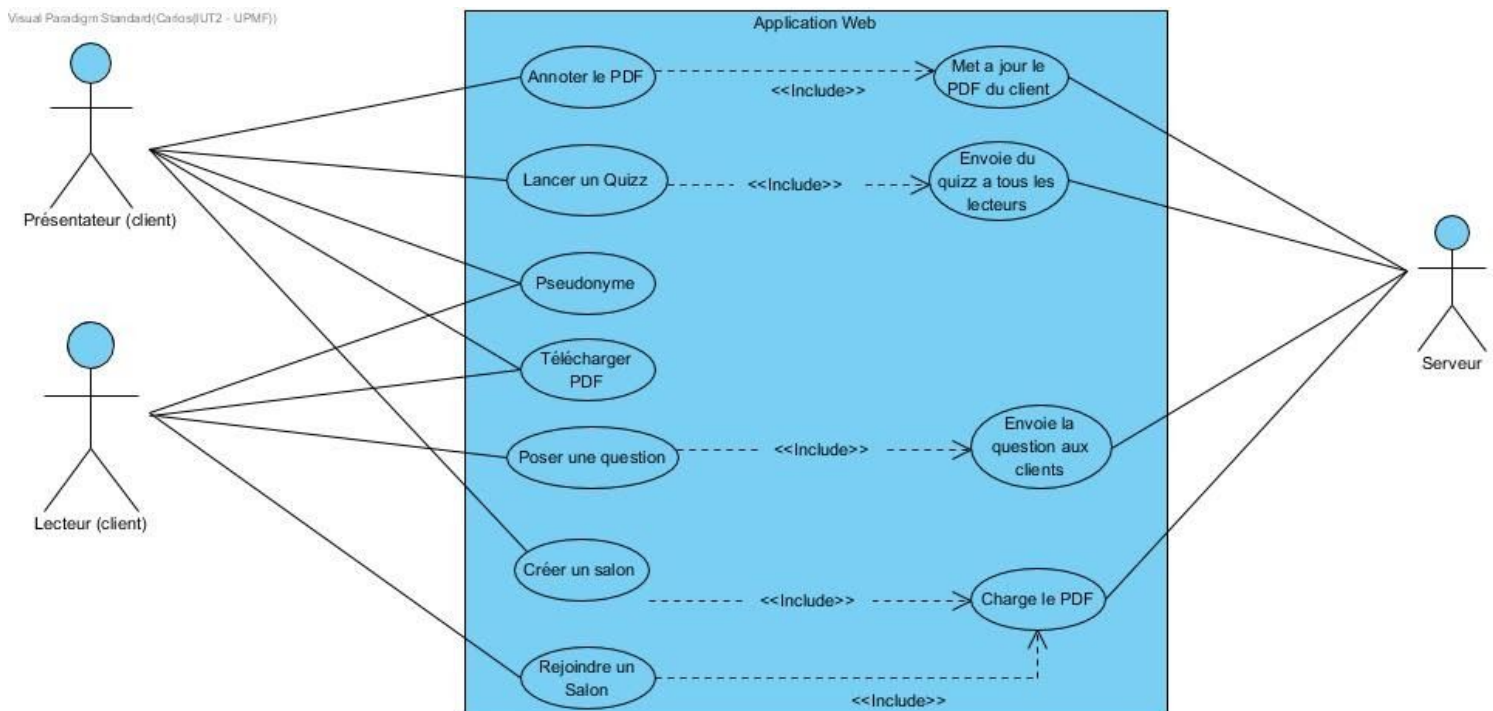 Visual Paradigm Standard(Carlos(IUT2 - UPMF))
Application Web
Annoter le PDF
<<Include>>
Met a jour le
PDF du client
Lancer un Quizz
<<Include>>
Envoie du
quizz a tous les
lecteurs
Présentateur (client)
Pseudonyme
Télécharger
PDF
Serveur
Poser une question
<<Include>>
Envoie la
question aux
clients
Lecteur (client)
Créer un salon
<<Include>>
Charge le PDF
Rejoindre un
Salon
<<Include>>